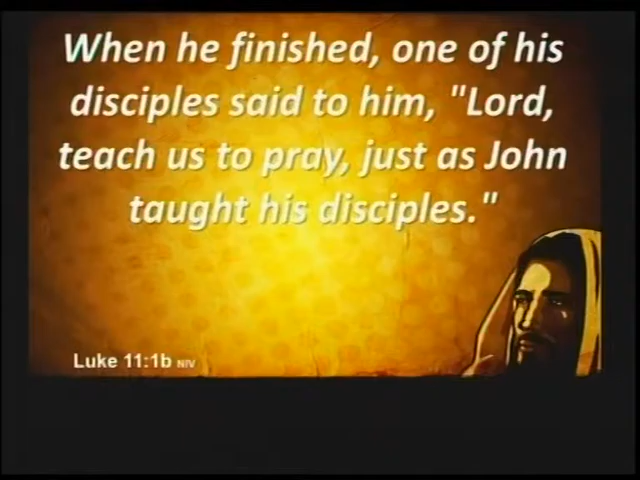 When he finished, one of his
disciples said to him, "Lord,
teach us to pray, just as John
taught his disciples."
Luke 11:1b NIV